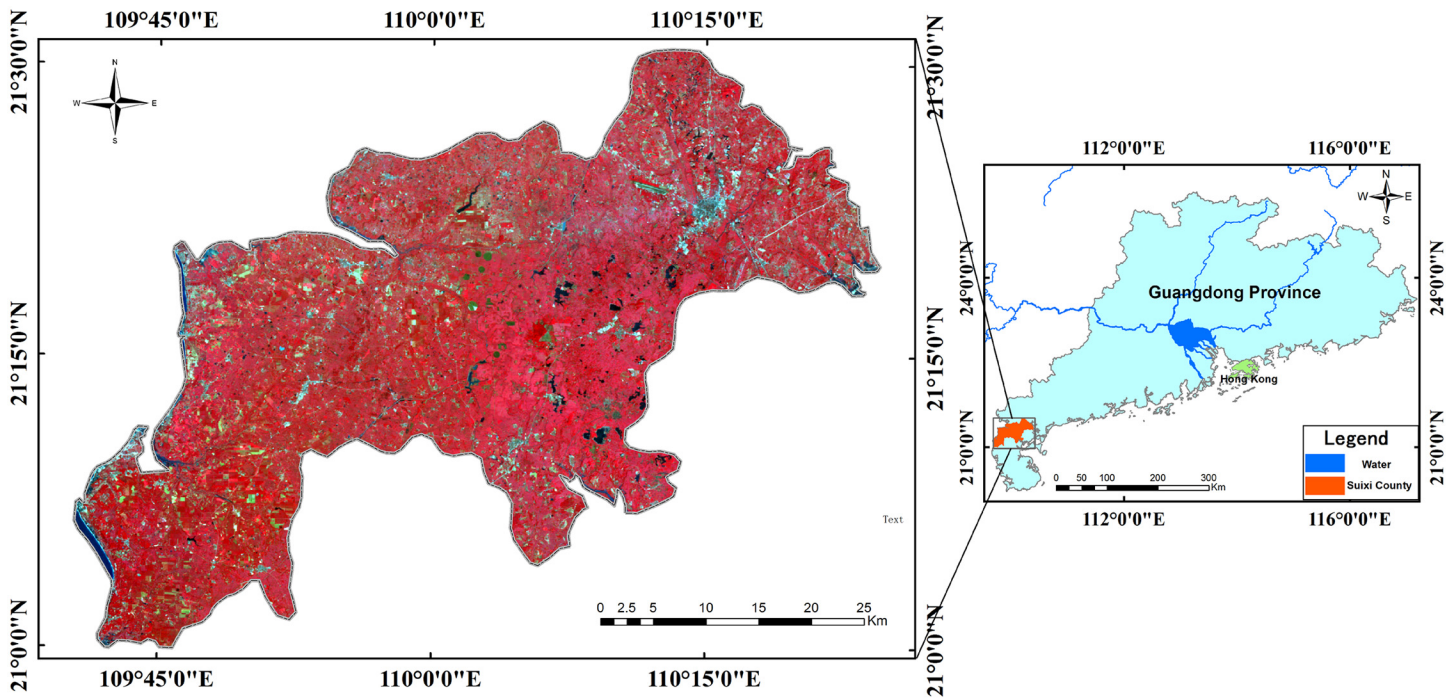 109°45'0"E 110°0'0"E 110°15'0"E
21°30'0"N
21°30'0"N
N
W E
S
112°0'0"E 116°0'0"E
N
W E
S
24°0'0"N
24°0'0"N
Guangdong Province
21°15'0"N
21°15'0"N
Hong Kong
21°0'0"N
21°0'0"N
Legend
Water
Suixi County
0 50 100 200 300
Km
112°0'0"E 116°0'0"E
Text
0 2.5 5 10 15 20 25
Km
21°0'0"N
21°0'0"N
109°45'0"E 110°0'0"E 110°15'0"E